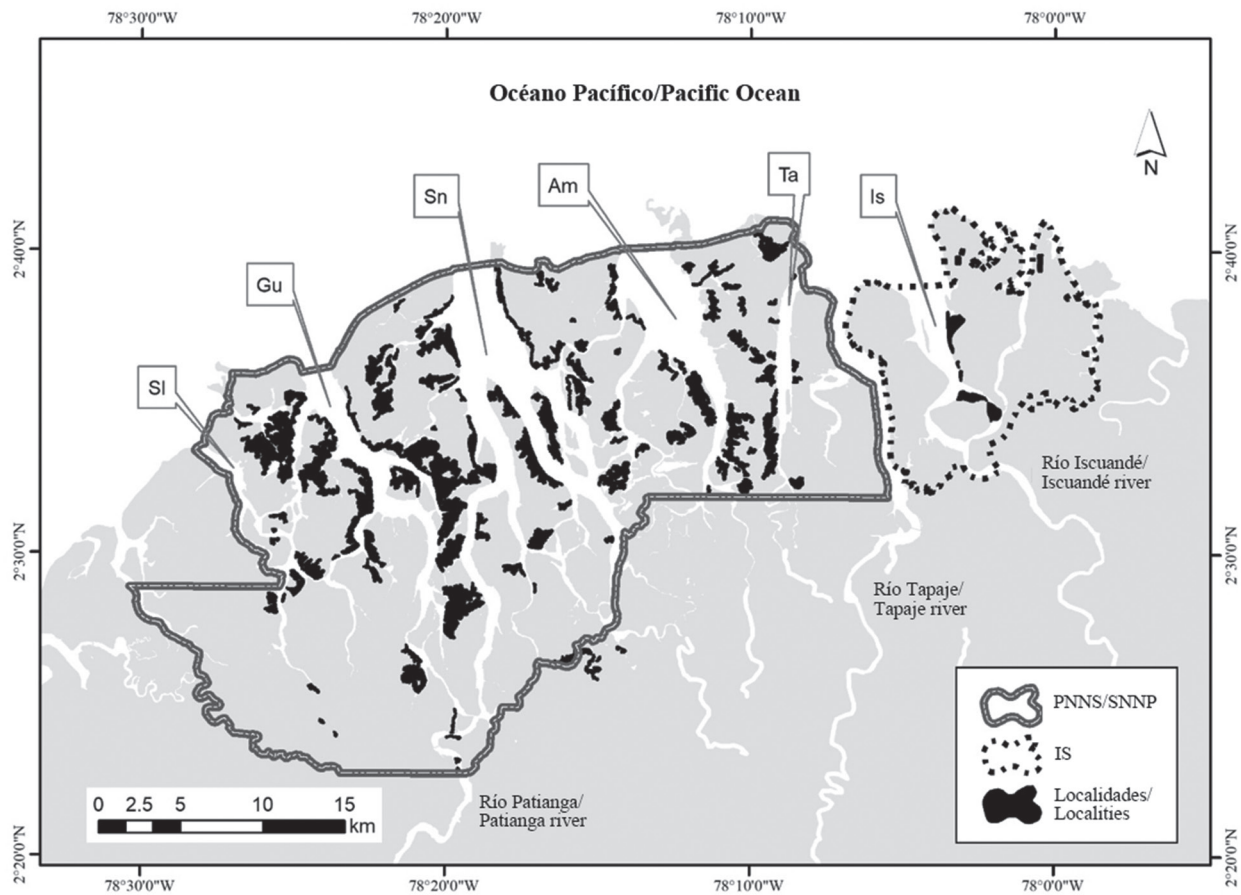 78°30'0"W 78°20'0"W 78°10'0"W 78°0'0"W
Océano Pacífico/Pacific Ocean
N
Ta
Am
Is
Sn
2°40'0"N
2°40'0"N
Gu
Sl
Río Iscuandé/
Iscuandé river
2°30'0"N
2°30'0"N
Río Tapaje/
Tapaje river
PNNS/SNNP
IS
Localidades/
Localities
0 2.5 5 10 15
km
Río Patianga/
Patianga river
2°20'0"N
2°20'0"N
78°30'0"W 78°20'0"W 78°10'0"W 78°0'0"W